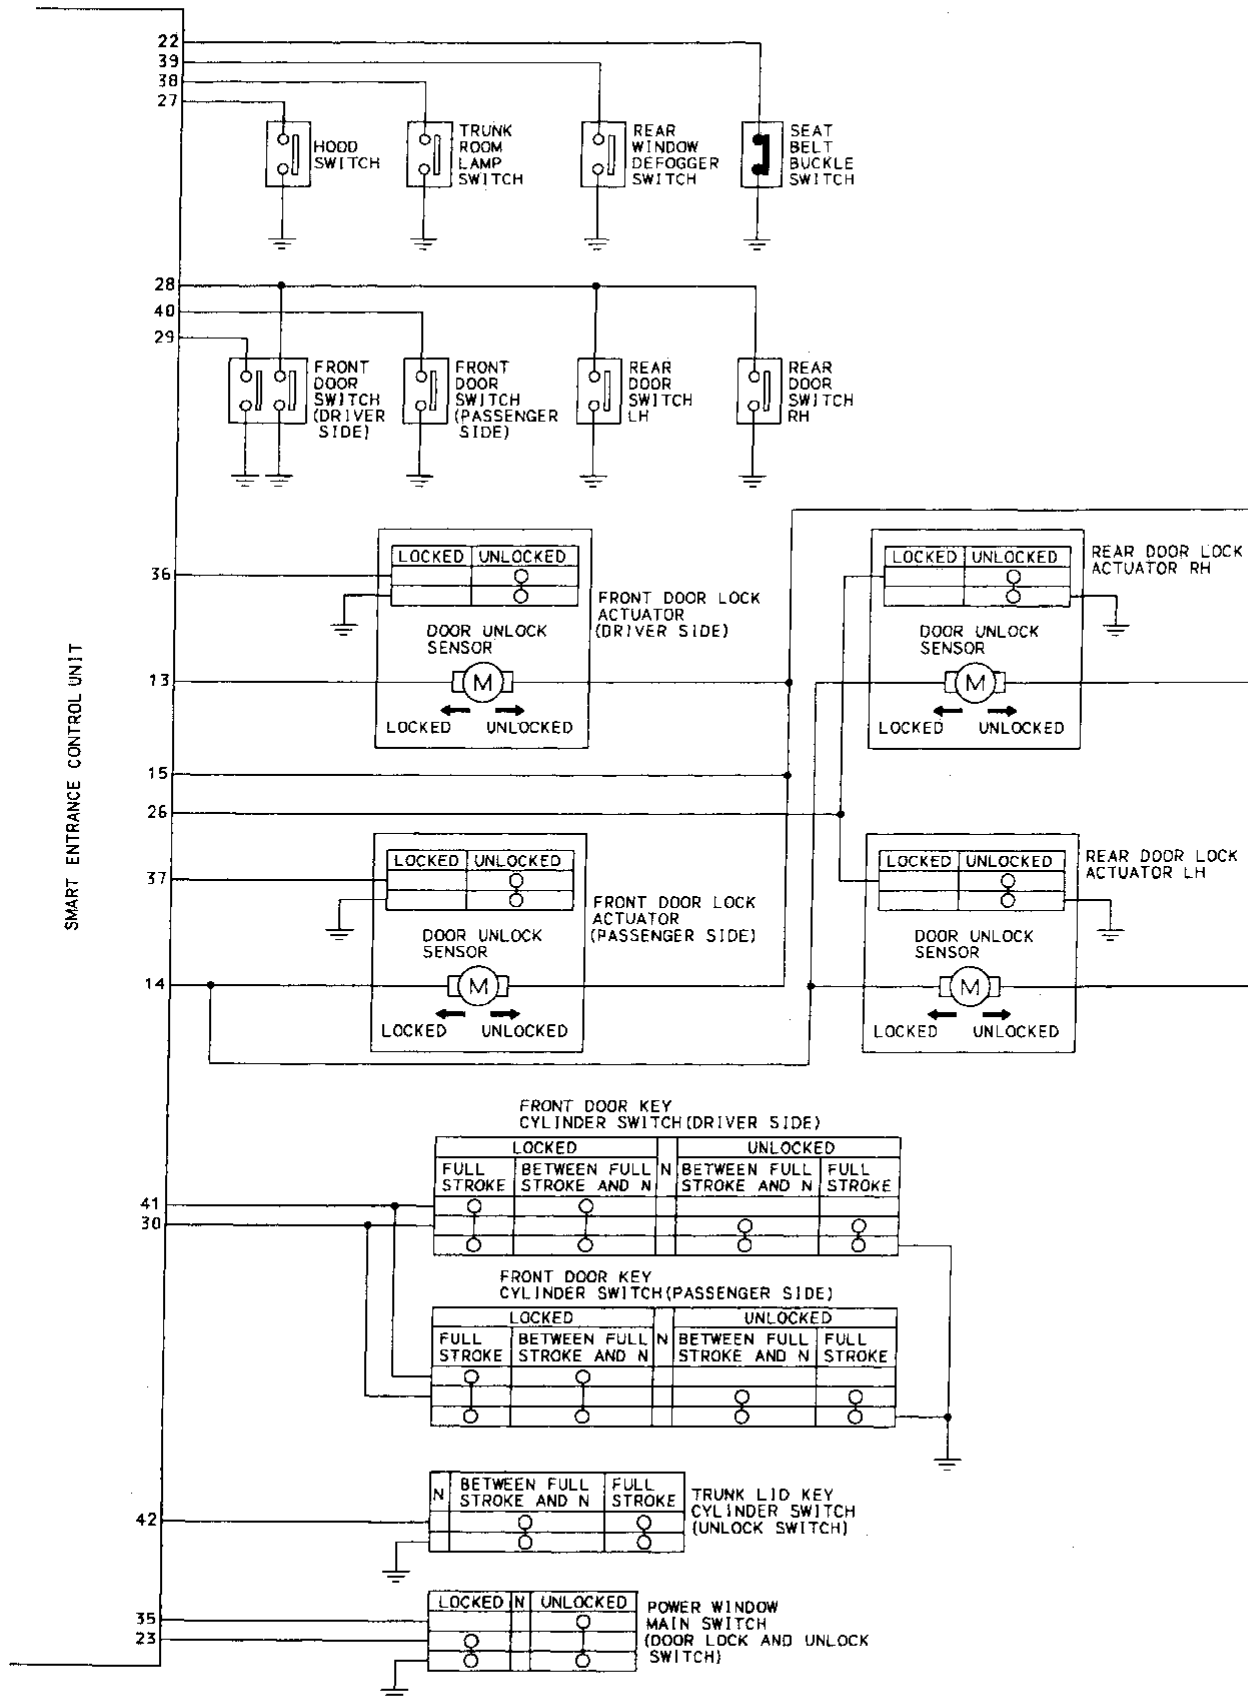 22
39
38
27
HOOD
SWITCH
TRUNK
ROOM
LAMP
SWITCH
REAR
WINDOW
DEFOGGER
SWITCH
SEAT
BELT
BUCKLE
SWITCH
28
40
29
FRONT
DOOR
SWITCH
(DRIVER
SIDE)
FRONT
DOOR
SWITCH
(PASSENGER
SIDE)
REAR
DOOR
SWITCH
LH
REAR
DOOR
SWITCH
RH
SMART ENTRANCE CONTROL UNIT
36
LOCKED UNLOCKED
FRONT DOOR LOCK
ACTUATOR
(DRIVER SIDE)
DOOR UNLOCK
SENSOR
13
M
LOCKED UNLOCKED
LOCKED UNLOCKED
REAR DOOR LOCK
ACTUATOR RH
DOOR UNLOCK
SENSOR
M
LOCKED UNLOCKED
15
26
37
LOCKED UNLOCKED
FRONT DOOR LOCK
ACTUATOR
(PASSENGER SIDE)
DOOR UNLOCK
SENSOR
14
M
LOCKED UNLOCKED
LOCKED UNLOCKED
REAR DOOR LOCK
ACTUATOR LH
DOOR UNLOCK
SENSOR
M
LOCKED UNLOCKED
FRONT DOOR KEY
CYLINDER SWITCH(DRIVER SIDE)
LOCKED UNLOCKED
FULL BETWEEN FULL N BETWEEN FULL FULL
STROKE STROKE AND N STROKE AND N STROKE
41
30
FRONT DOOR KEY
CYLINDER SWITCH(PASSENGER SIDE)
LOCKED UNLOCKED
FULL BETWEEN FULL N BETWEEN FULL FULL
STROKE STROKE AND N STROKE AND N STROKE
N BETWEEN FULL FULL
STROKE AND N STROKE
TRUNK LID KEY
CYLINDER SWITCH
(UNLOCK SWITCH)
42
LOCKED N UNLOCKED
POWER WINDOW
MAIN SWITCH
(DOOR LOCK AND UNLOCK
SWITCH)
35
23